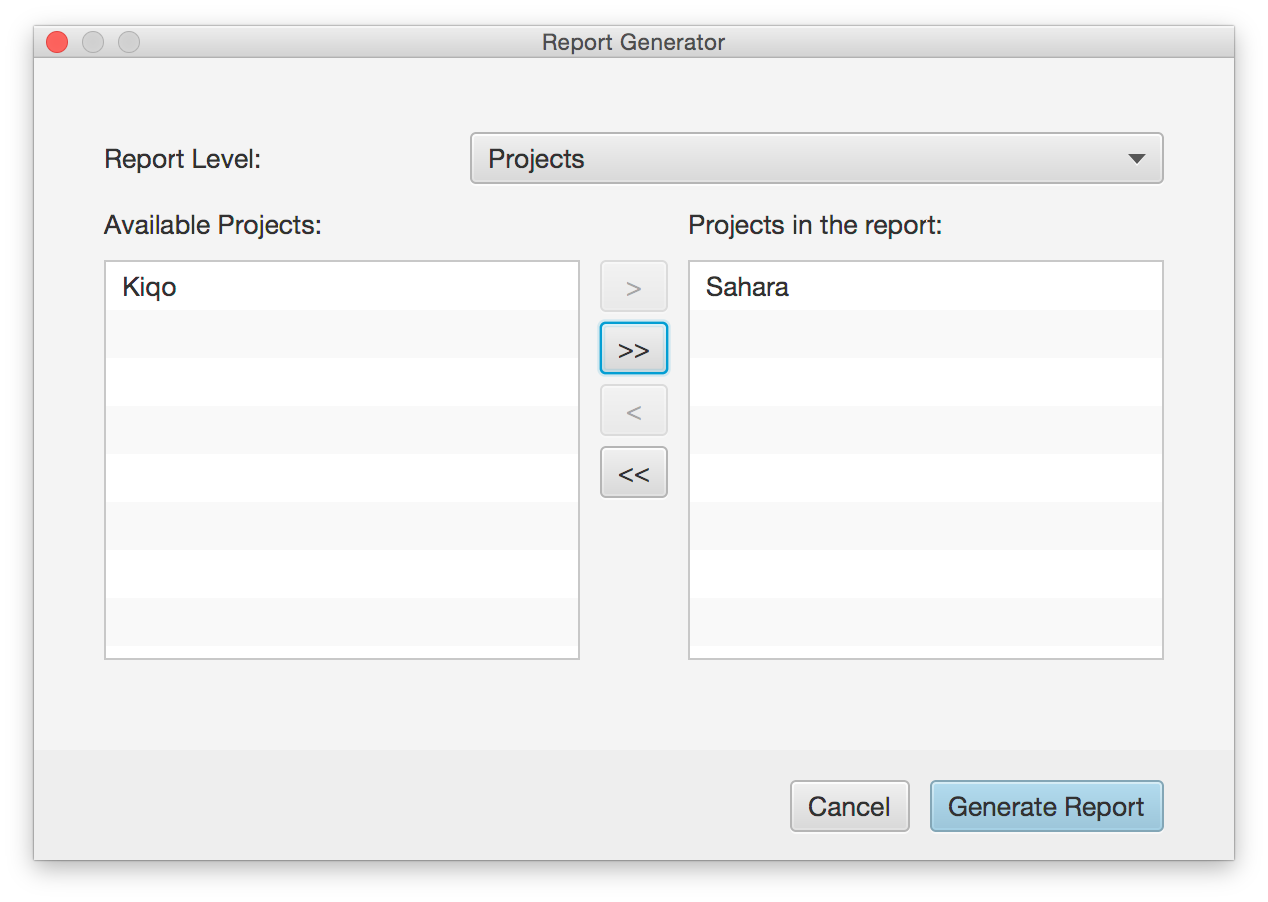 Report Generator
Report Level:
Projects
Available Projects:
Projects in the report:
Kiqo
>
Sahara
>>
<
<<
Cancel
Generate Report